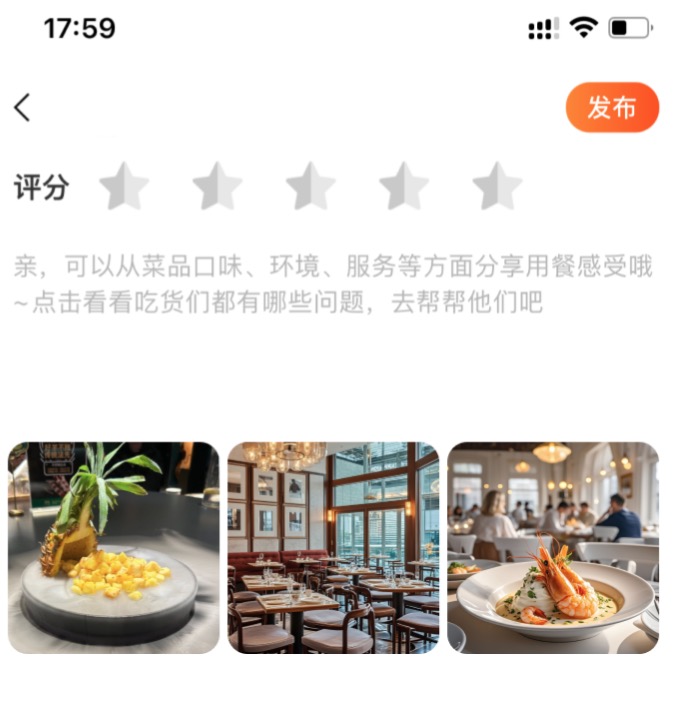 17:59
发布
评分
亲，可以从菜品口味、环境、服务等方面分享用餐感受哦
~点击看看吃货们都有哪些问题，去帮帮他们吧